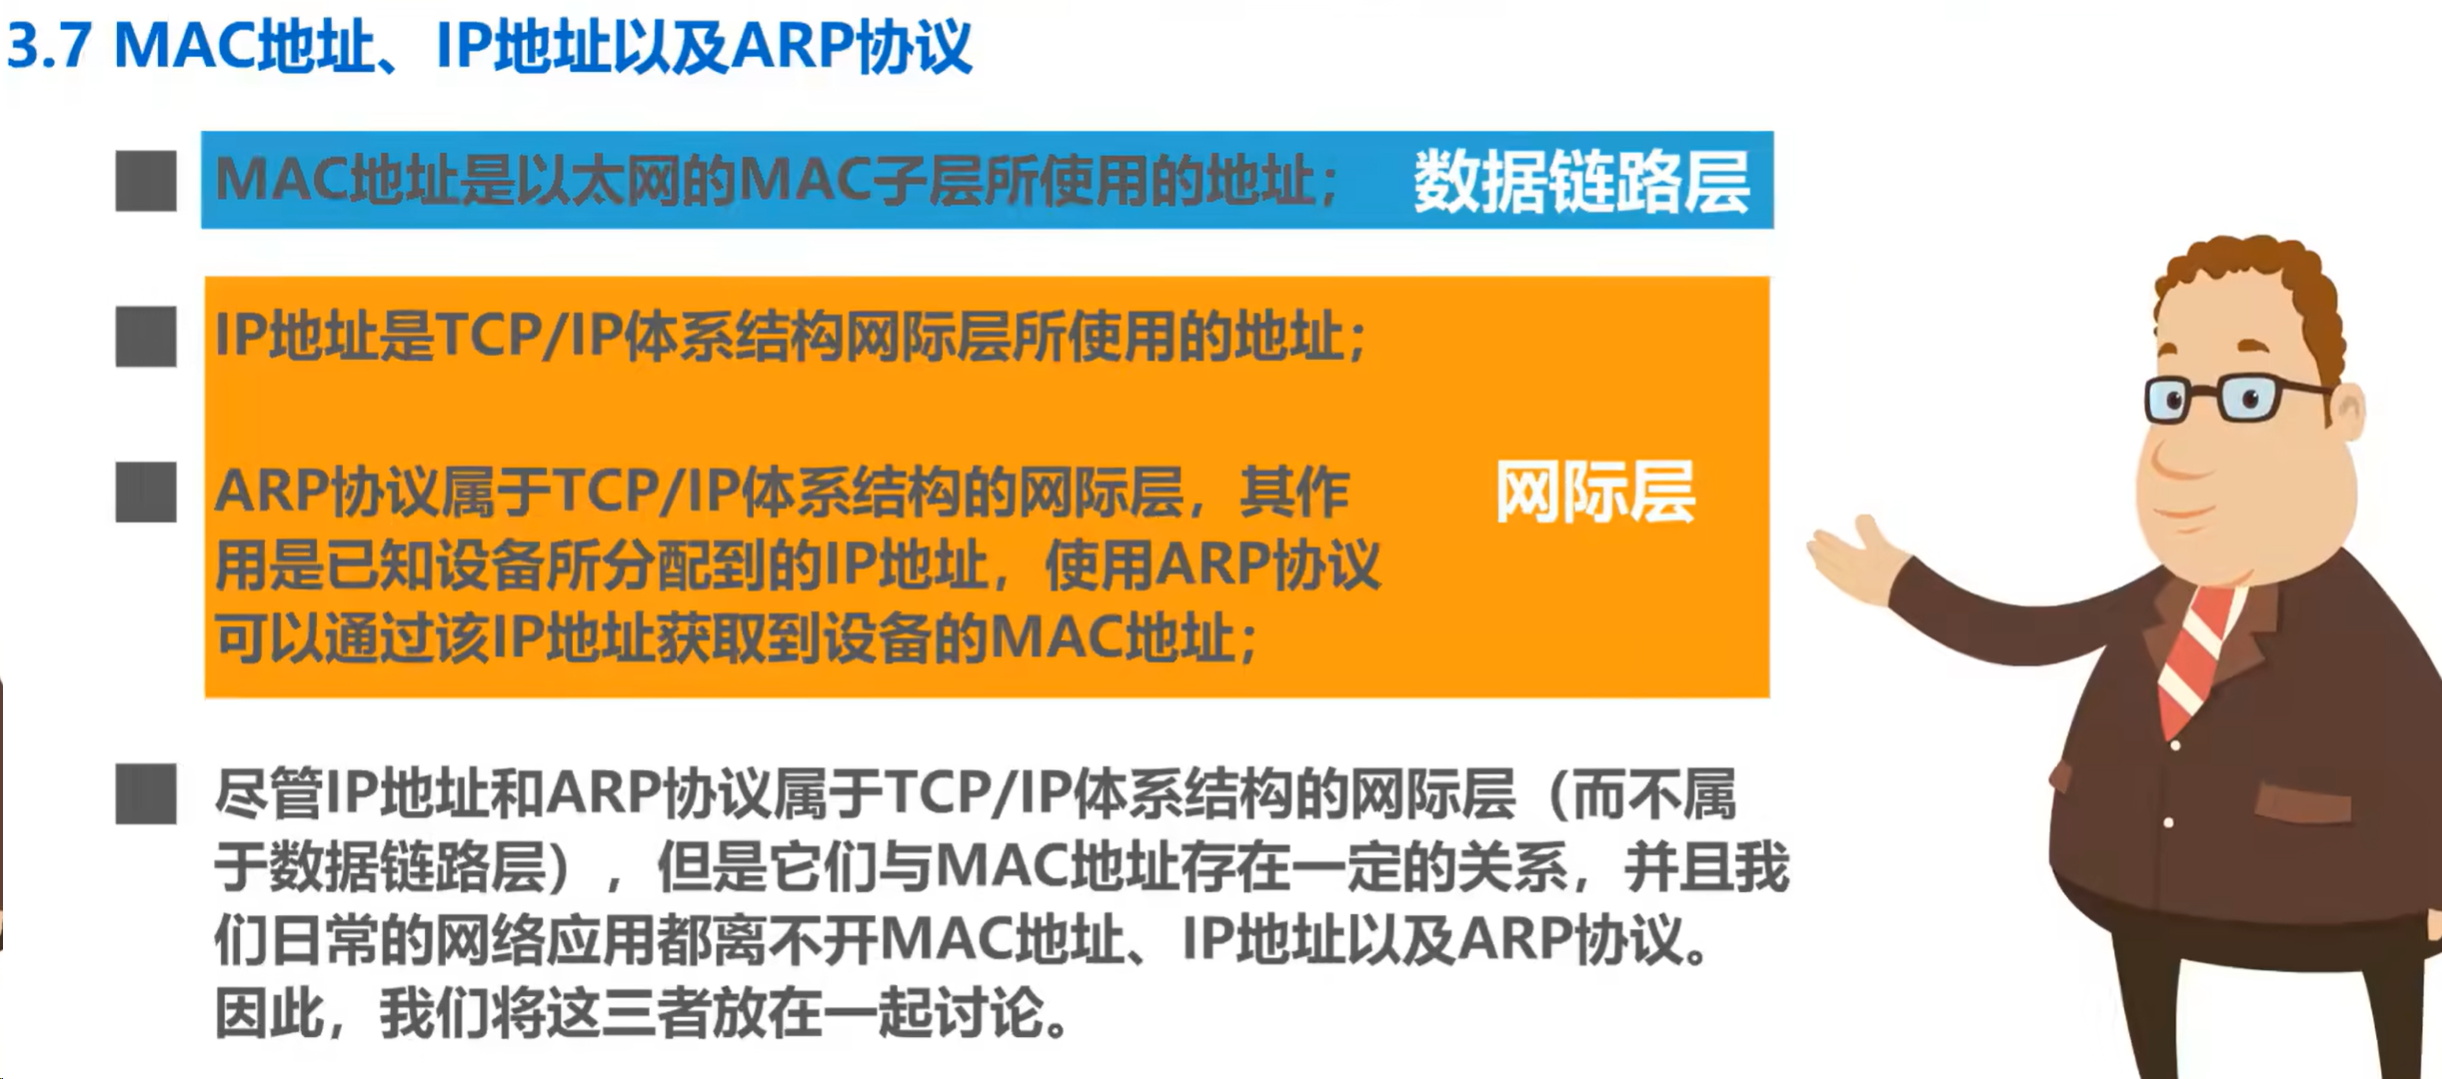 3.7 MAC地址、IP地址以及ARP协议
MAC地址是以太网的MAC子层所使用的地址；
数据链路层
IP地址是TCP/IP体系结构网际层所使用的地址；
ARP协议属于TCP/IP体系结构的网际层，其作
用是已知设备所分配到的IP地址，使用ARP协议
可以通过该IP地址获取到设备的MAC地址；
网际层
尽管IP地址和ARP协议属于TCP/IP体系结构的网际层（而不属
于数据链路层），但是它们与MAC地址存在一定的关系，并且我
们日常的网络应用都离不开MAC地址、IP地址以及ARP协议。
因此，我们将这三者放在一起讨论。